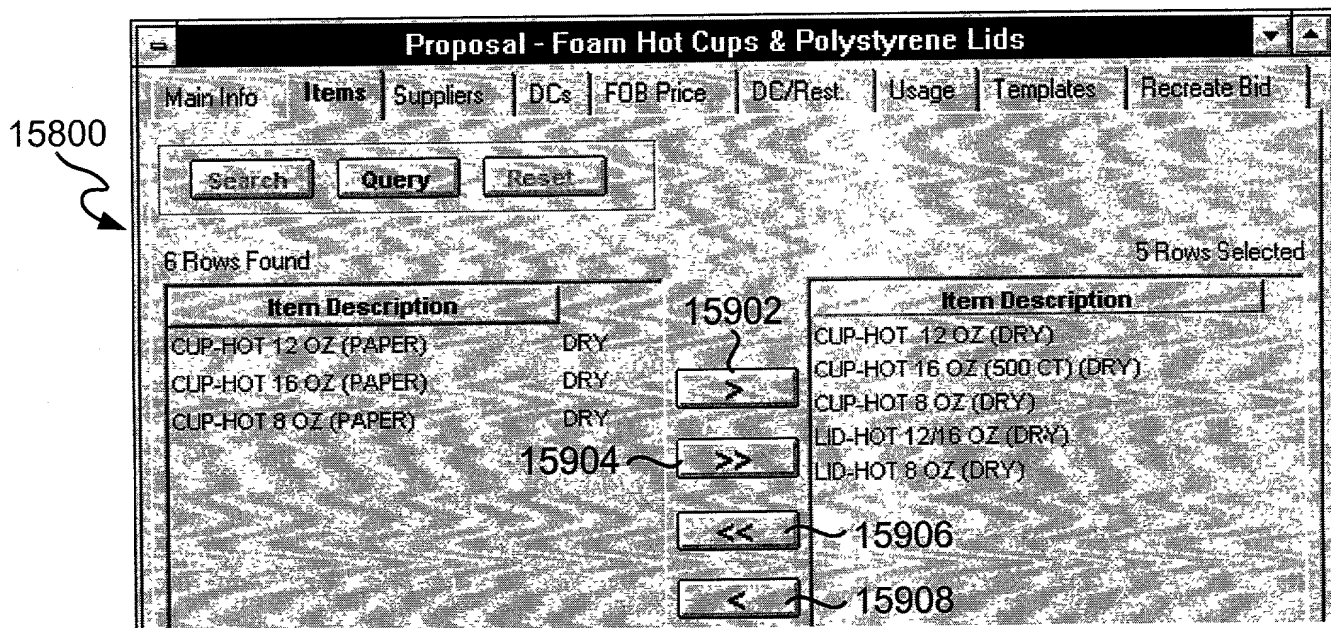 Proposal - Foam Hot Cups & Polystyrene Lids
Main Info Items Suppliers DCs FOB Price DC/Rest. Usage Templates Recreate Bid
15800
Search Query Reset
6 Rows Found 5 Rows Selected
Item Description Item Description
15902
CUP-HOT 12 OZ (PAPER) DRY CUP-HOT 12 OZ (DRY)
CUP-HOT 16 OZ (PAPER) DRY > CUP-HOT 16 OZ (500 CT) (DRY)
CUP-HOT 8 OZ (PAPER) DRY CUP-HOT 8 OZ (DRY)
LID-HOT 12/16 OZ (DRY)
15904 >> LID-HOT 8 OZ (DRY)
<< 15906
< 15908